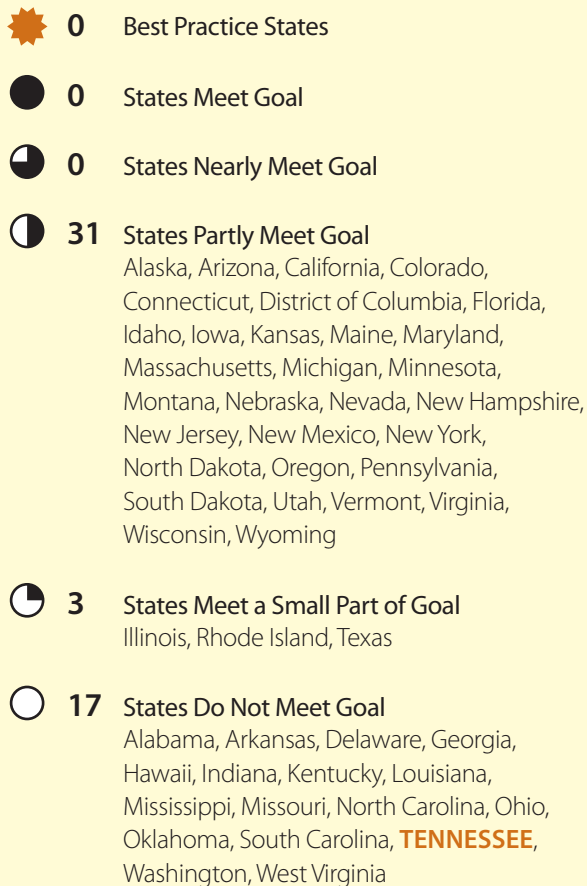 0 Best Practice States
0 States Meet Goal
0 States Nearly Meet Goal
31 States Partly Meet Goal
Alaska, Arizona, California, Colorado,
Connecticut, District of Columbia, Florida,
Idaho, Iowa, Kansas, Maine, Maryland,
Massachusetts, Michigan, Minnesota,
Montana, Nebraska, Nevada, New Hampshire,
New Jersey, New Mexico, New York,
North Dakota, Oregon, Pennsylvania,
South Dakota, Utah, Vermont, Virginia,
Wisconsin, Wyoming
3 States Meet a Small Part of Goal
Illinois, Rhode Island, Texas
17 States Do Not Meet Goal
Alabama, Arkansas, Delaware, Georgia,
Hawaii, Indiana, Kentucky, Louisiana,
Mississippi, Missouri, North Carolina, Ohio,
Oklahoma, South Carolina, TENNESSEE,
Washington, West Virginia